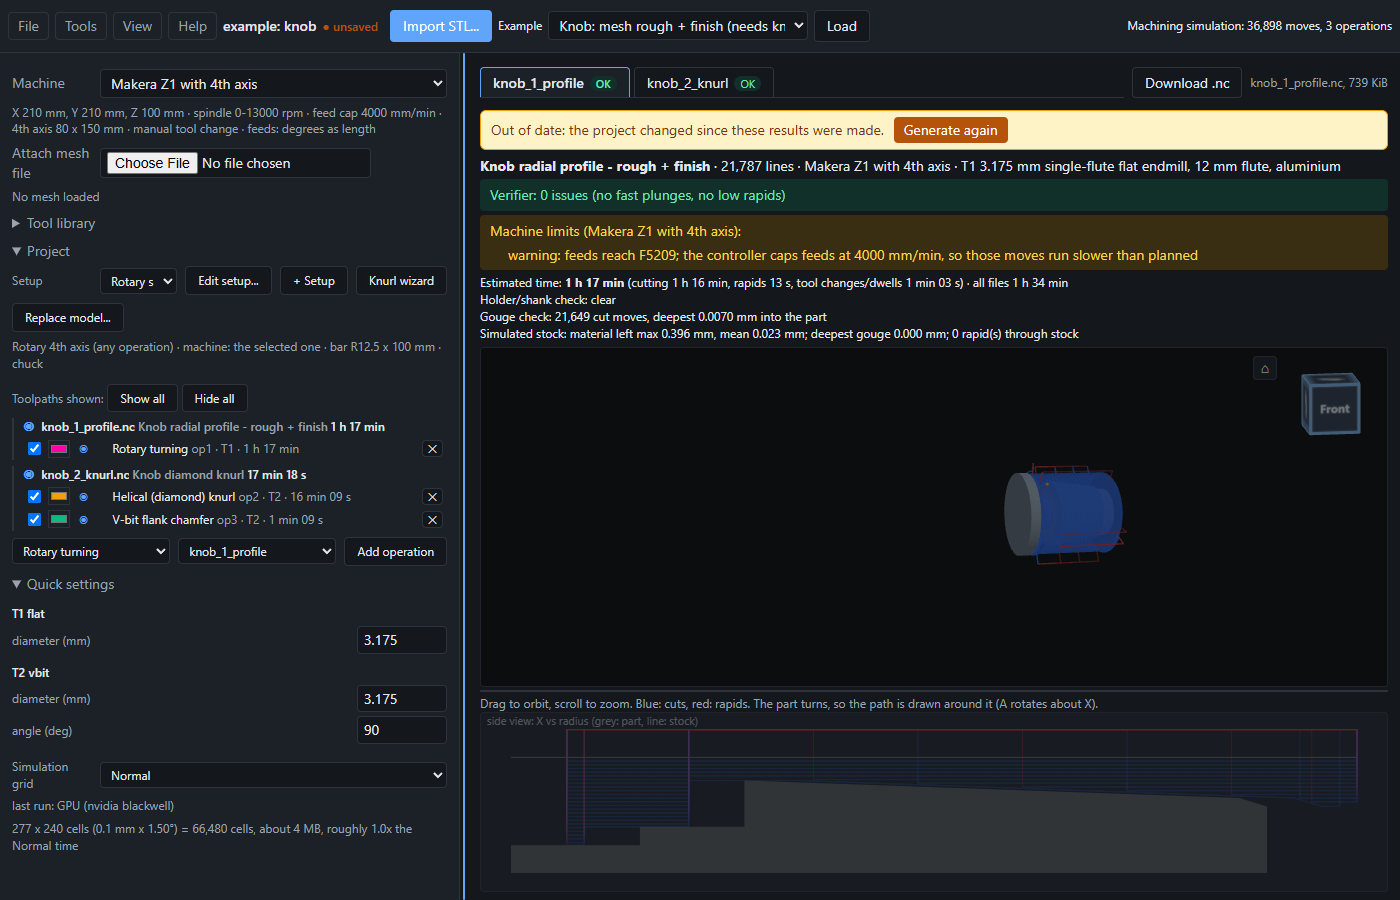 File Tools View Help example: knob ● unsaved Import STL... Example Knob: mesh rough + finish (needs kn Load Machining simulation: 36,898 moves, 3 operations
Machine Makera Z1 with 4th axis
X 210 mm, Y 210 mm, Z 100 mm · spindle 0-13000 rpm · feed cap 4000 mm/min ·
4th axis 80 x 150 mm · manual tool change · feeds: degrees as length
Attach mesh file Choose File No file chosen
No mesh loaded
Tool library
Project
Setup Rotary s Edit setup... + Setup Knurl wizard
Replace model...
Rotary 4th axis (any operation) · machine: the selected one · bar R12.5 x 100 mm ·
chuck
Toolpaths shown: Show all Hide all
knob_1_profile.nc Knob radial profile - rough + finish 1 h 17 min
Rotary turning op1 · T1 · 1 h 17 min
knob_2_knurl.nc Knob diamond knurl 17 min 18 s
Helical (diamond) knurl op2 · T2 · 16 min 09 s
V-bit flank chamfer op3 · T2 · 1 min 09 s
Rotary turning knob_1_profile Add operation
Quick settings
T1 flat
diameter (mm) 3.175
T2 vbit
diameter (mm) 3.175
angle (deg) 90
Simulation grid Normal
last run: GPU (nvidia blackwell)
277 x 240 cells (0.1 mm x 1.50°) = 66,480 cells, about 4 MB, roughly 1.0x the
Normal time
knob_1_profile OK knob_2_knurl OK Download .nc knob_1_profile.nc, 739 KiB
Out of date: the project changed since these results were made. Generate again
Knob radial profile - rough + finish · 21,787 lines · Makera Z1 with 4th axis · T1 3.175 mm single-flute flat endmill, 12 mm flute, aluminium
Verifier: 0 issues (no fast plunges, no low rapids)
Machine limits (Makera Z1 with 4th axis):
warning: feeds reach F5209; the controller caps feeds at 4000 mm/min, so those moves run slower than planned
Estimated time: 1 h 17 min (cutting 1 h 16 min, rapids 13 s, tool changes/dwells 1 min 03 s) · all files 1 h 34 min
Holder/shank check: clear
Gouge check: 21,649 cut moves, deepest 0.0070 mm into the part
Simulated stock: material left max 0.396 mm, mean 0.023 mm; deepest gouge 0.000 mm; 0 rapid(s) through stock
Front
Drag to orbit, scroll to zoom. Blue: cuts, red: rapids. The part turns, so the path is drawn around it (A rotates about X).
side view: X vs radius (grey: part, line: stock)